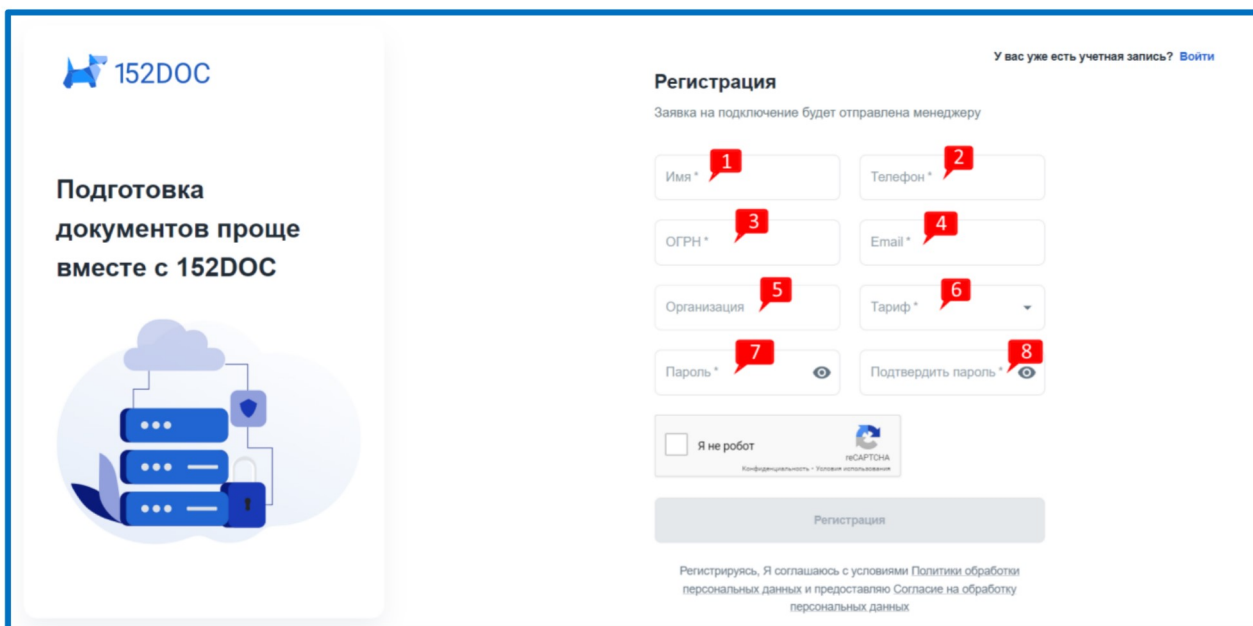 152DOC
Подготовка
документов проще
вместе с 152DOC
У вас уже есть учетная запись? Войти
Регистрация
Заявка на подключение будет отправлена менеджеру
Имя * 1
Телефон * 2
ОГРН * 3
Email * 4
Организация 5
Тариф * 6
Пароль * 7
Подтвердить пароль * 8
Я не робот
reCAPTCHA
Конфиденциальность - Условия использования
Регистрация
Регистрируясь, Я соглашаюсь с условиями Политики обработки
персональных данных и предоставляю Согласие на обработку
персональных данных